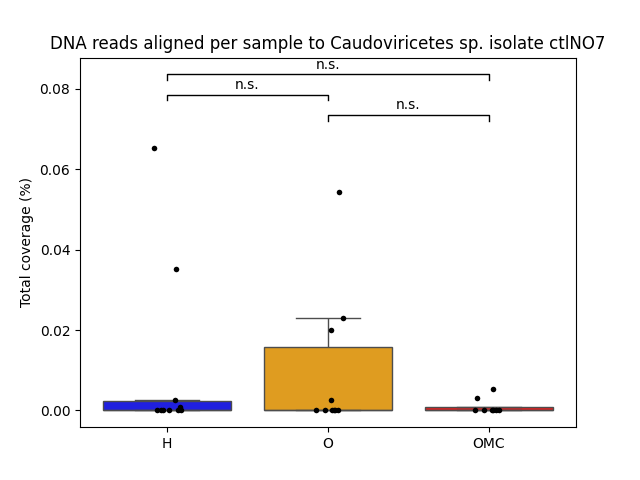 DNA reads aligned per sample to Caudoviricetes sp. isolate ctlNO7
n.s.
n.s.
n.s.
Total coverage (%)
0.08
0.06
0.04
0.02
0.00
H
O
OMC